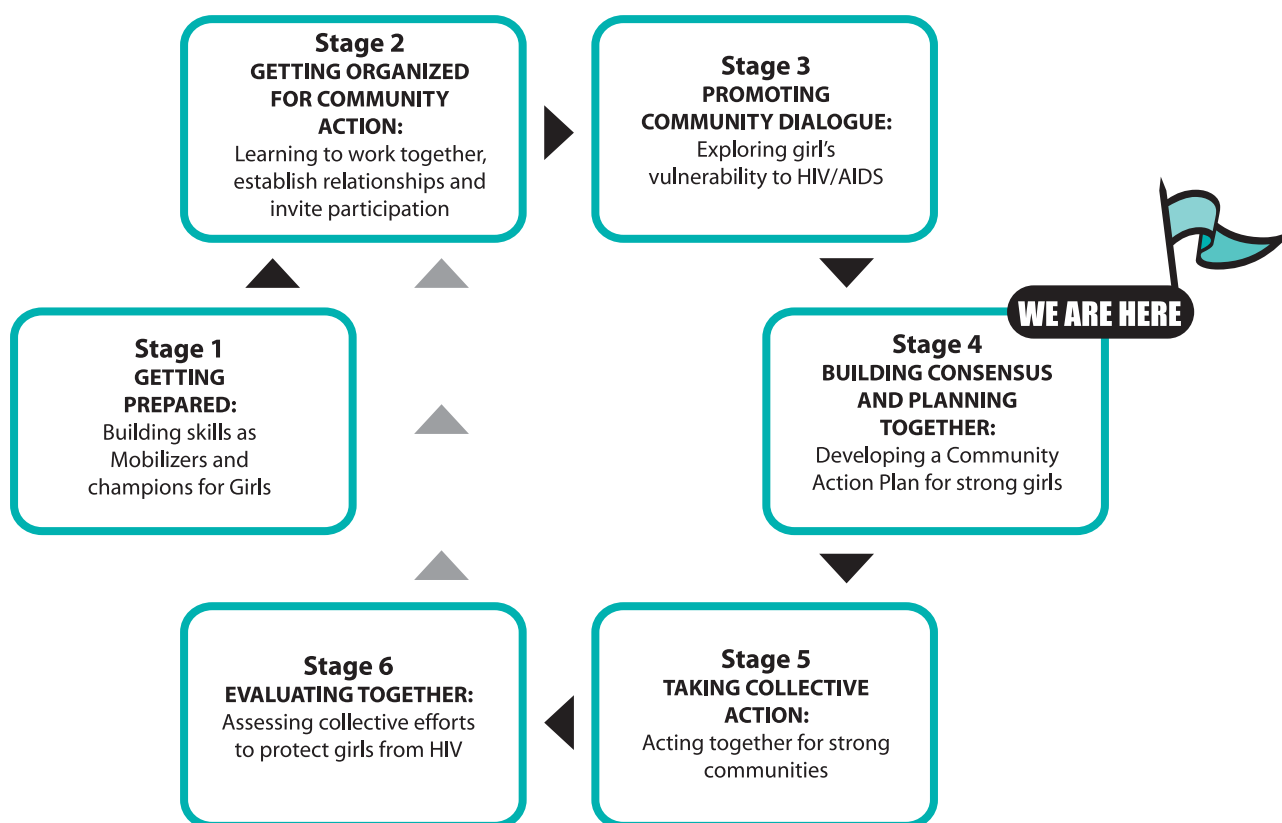 Stage 2
GETTING ORGANIZED
FOR COMMUNITY
ACTION:
Learning to work together,
establish relationships and
invite participation
Stage 3
PROMOTING
COMMUNITY DIALOGUE:
Exploring girl's
vulnerability to HIV/AIDS
WE ARE HERE
Stage 1
GETTING
PREPARED:
Building skills as
Mobilizers and
champions for Girls
Stage 4
BUILDING CONSENSUS
AND PLANNING
TOGETHER:
Developing a Community
Action Plan for strong girls
Stage 6
EVALUATING TOGETHER:
Assessing collective efforts
to protect girls from HIV
Stage 5
TAKING COLLECTIVE
ACTION:
Acting together for strong
communities